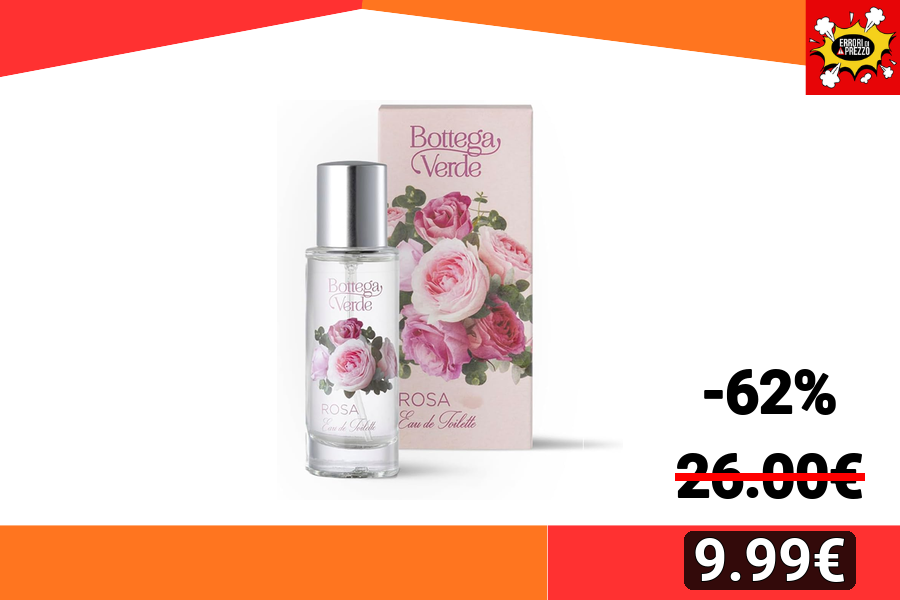 ERRORI DI
PREZZO
Bottega
Verde
Bottega
Verde
ROSA
Eau de Toilette
ROSA
Eau de Toilette
-62%
26.00€
9.99€